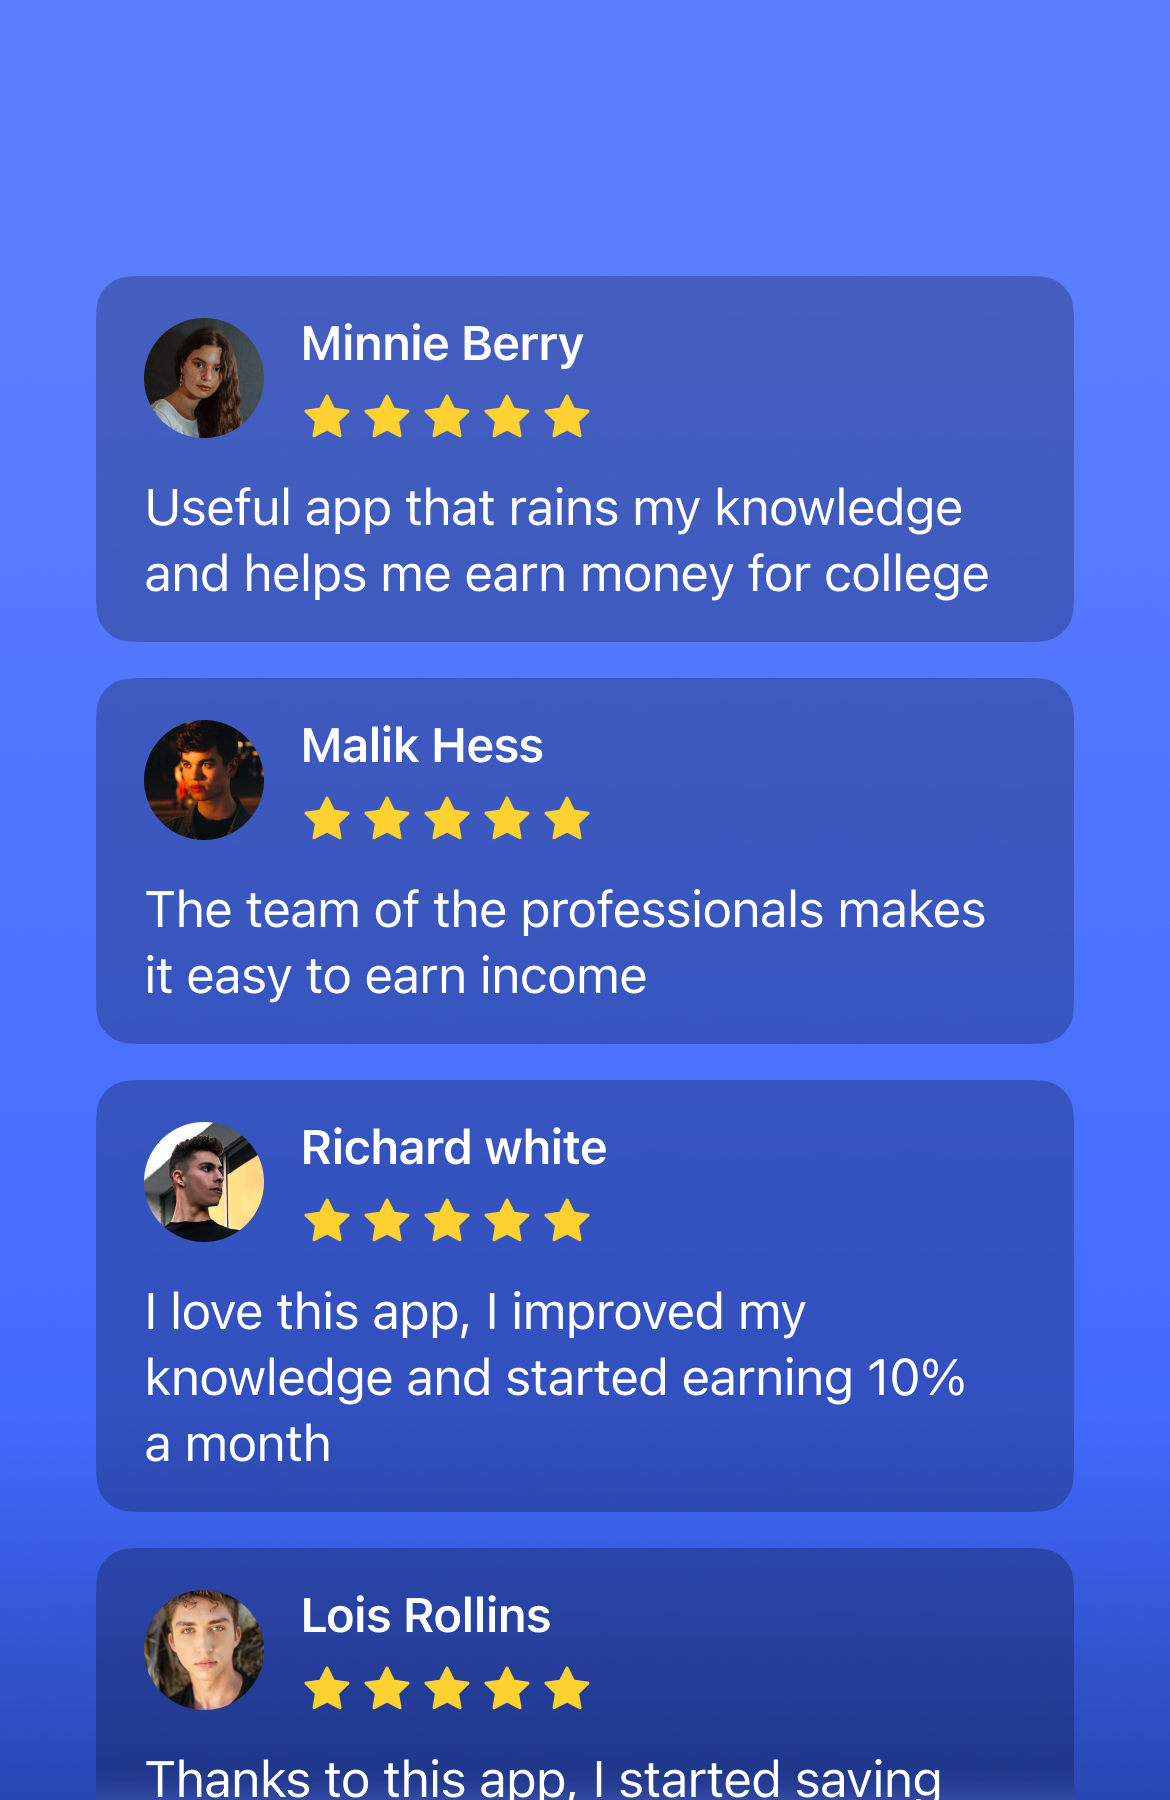 Minnie Berry
Useful app that rains my knowledge
and helps me earn money for college
Malik Hess
The team of the professionals makes
it easy to earn income
Richard white
I love this app, I improved my
knowledge and started earning 10%
a month
Lois Rollins
Thanks to this app, I started saving